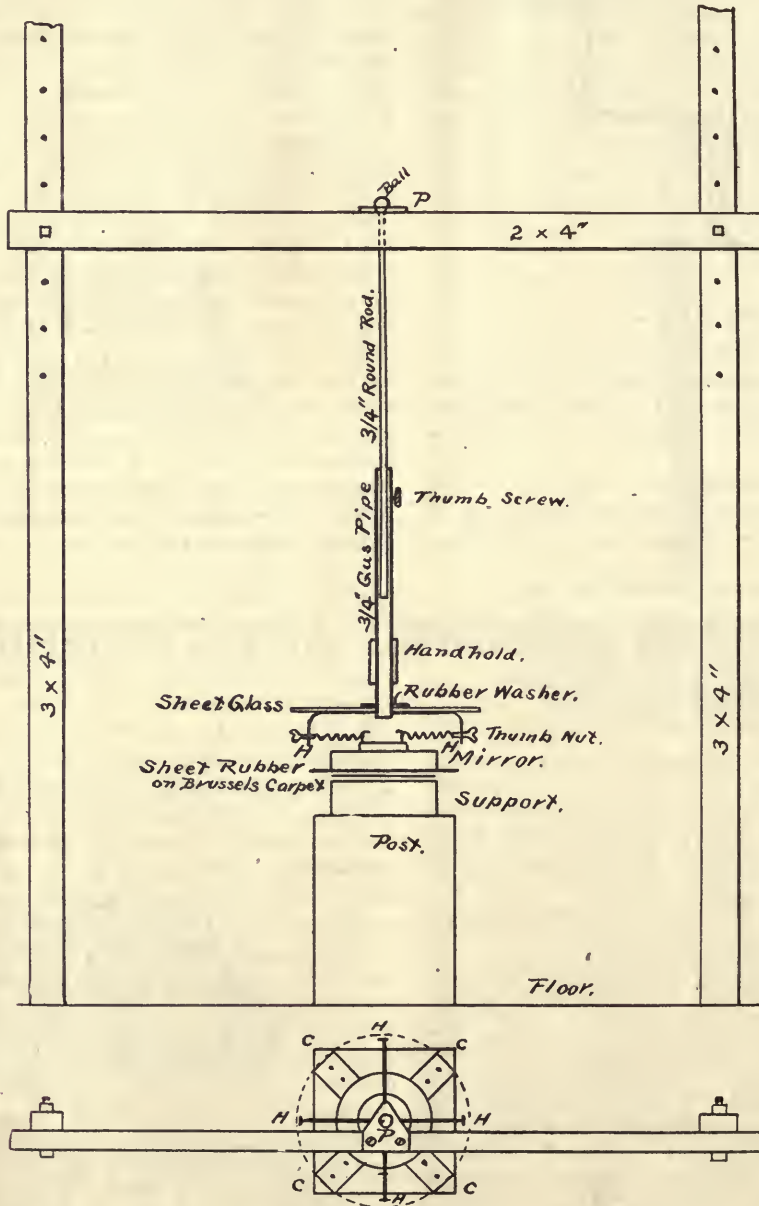 Ball
P
2 x 4"
3/4" Round Rod.
3/4" Gus Pipe
Thumb Screw.
Handhold.
Rubber Washer.
Sheet Glass
3 x 4"
3 x 4"
H
H
Thumb Nut.
Mirror.
Sheet Rubber
on Brussels Carpet
Support.
Post.
Floor.
H
C
C
H
H
P
C
C
H